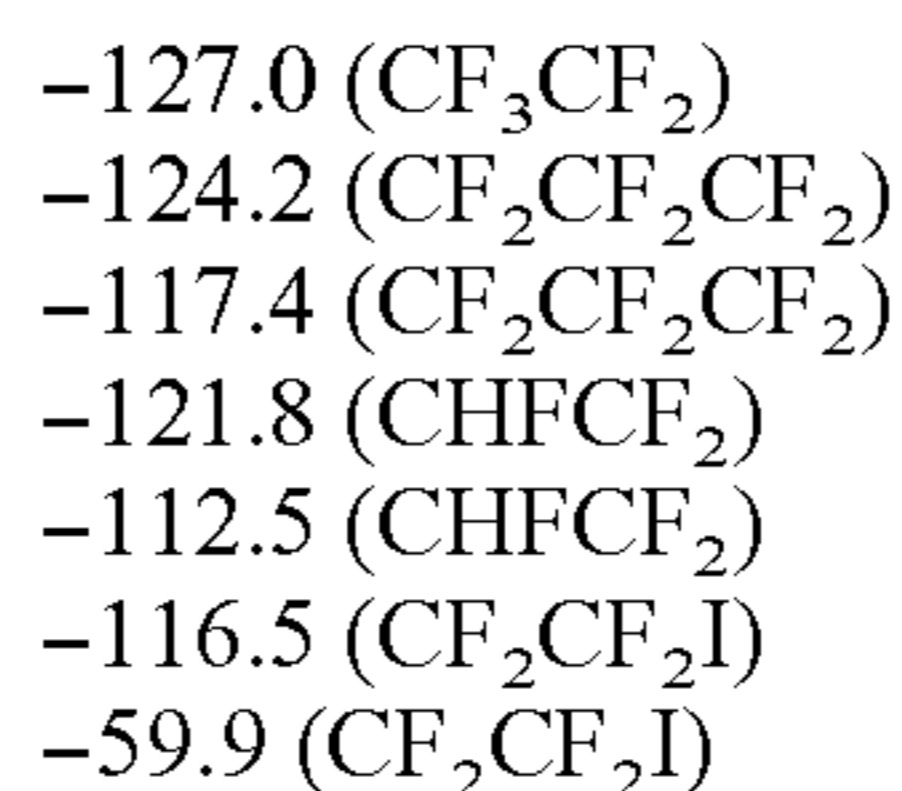 −127.0 (CF₃CF₂)
−124.2 (CF₂CF₂CF₂)
−117.4 (CF₂CF₂CF₂)
−121.8 (CHFCF₂)
−112.5 (CHFCF₂)
−116.5 (CF₂CF₂I)
−59.9 (CF₂CF₂I)